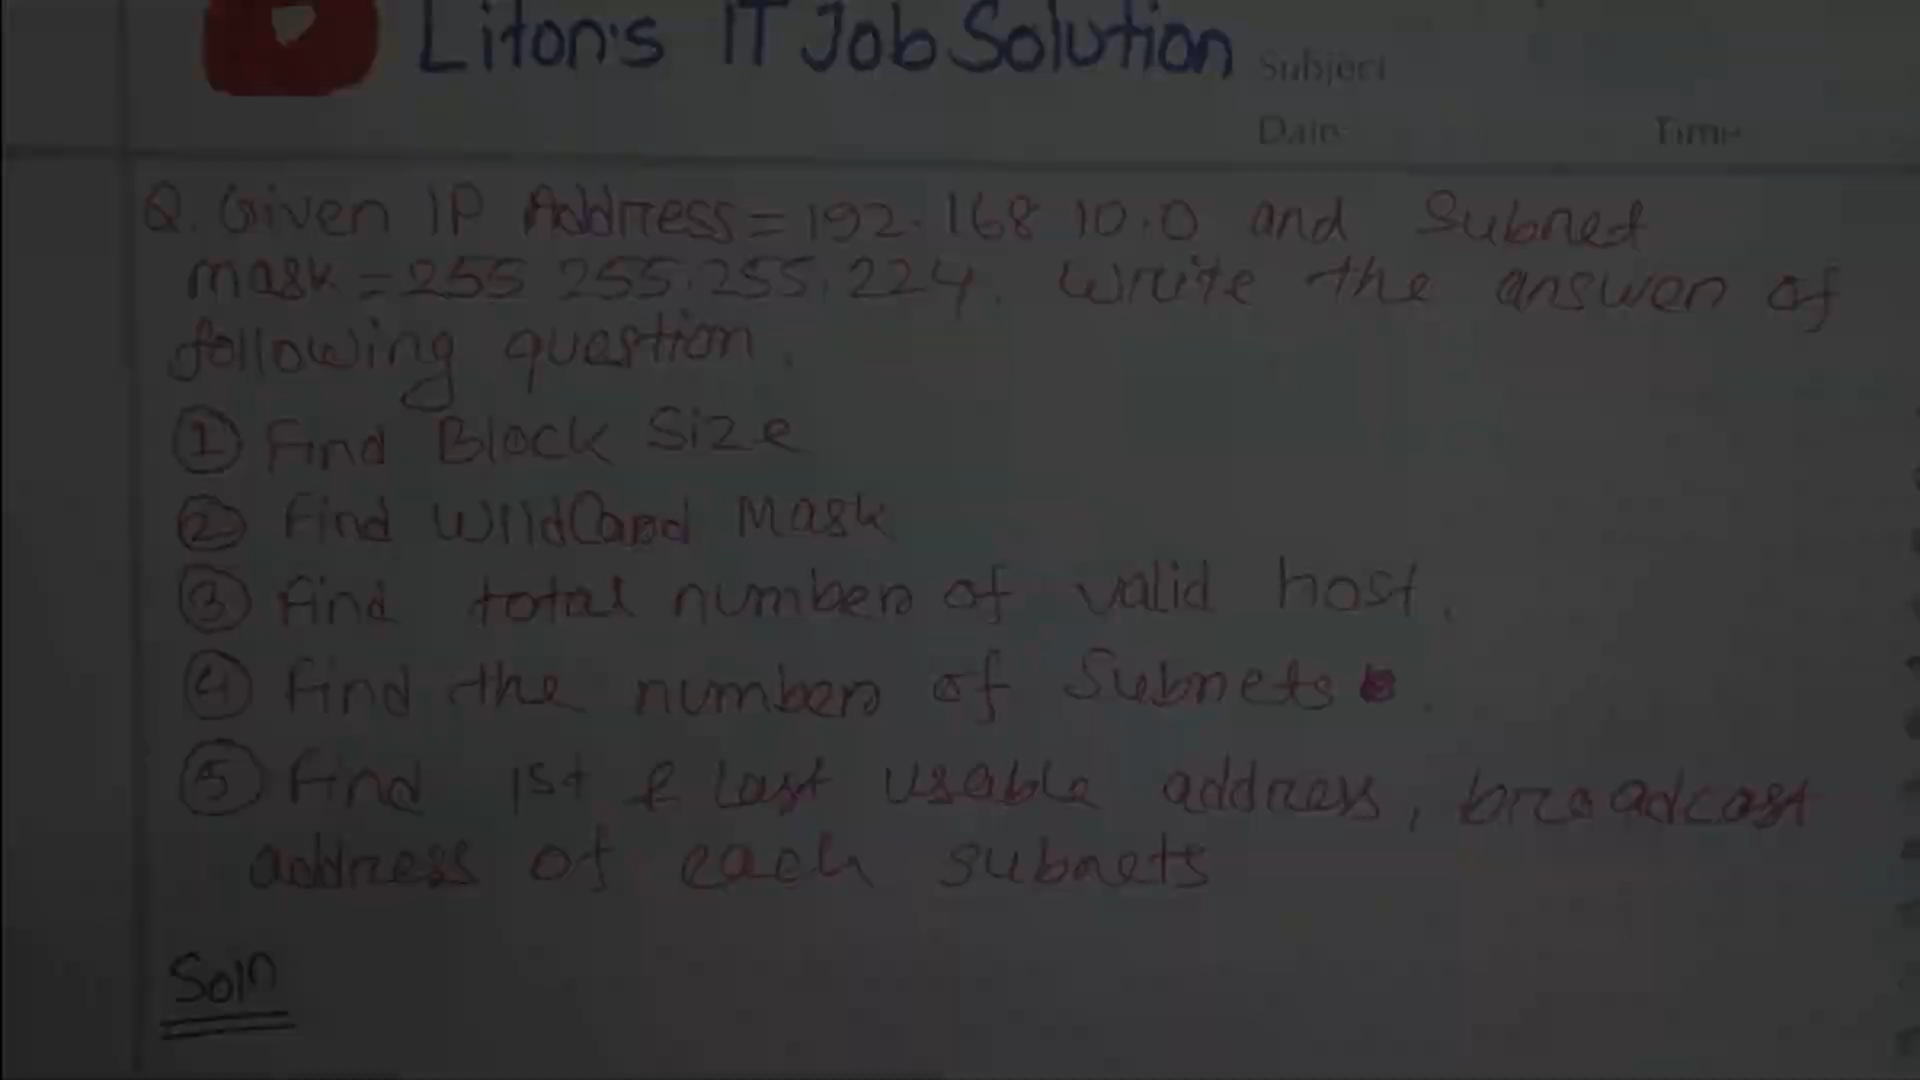 Liton's IT Job Solution
Subject
Date
Time
Q. Given IP Address = 192.168 10.0 and Subnet
mask = 255 255.255.224. Write the answer of
following question.
① Find Block Size
② Find WildCard Mask
③ find total number of valid host.
④ find the number of Subnets.
⑤ find 1st & Last usable address, broadcast
address of each subnets
Soln